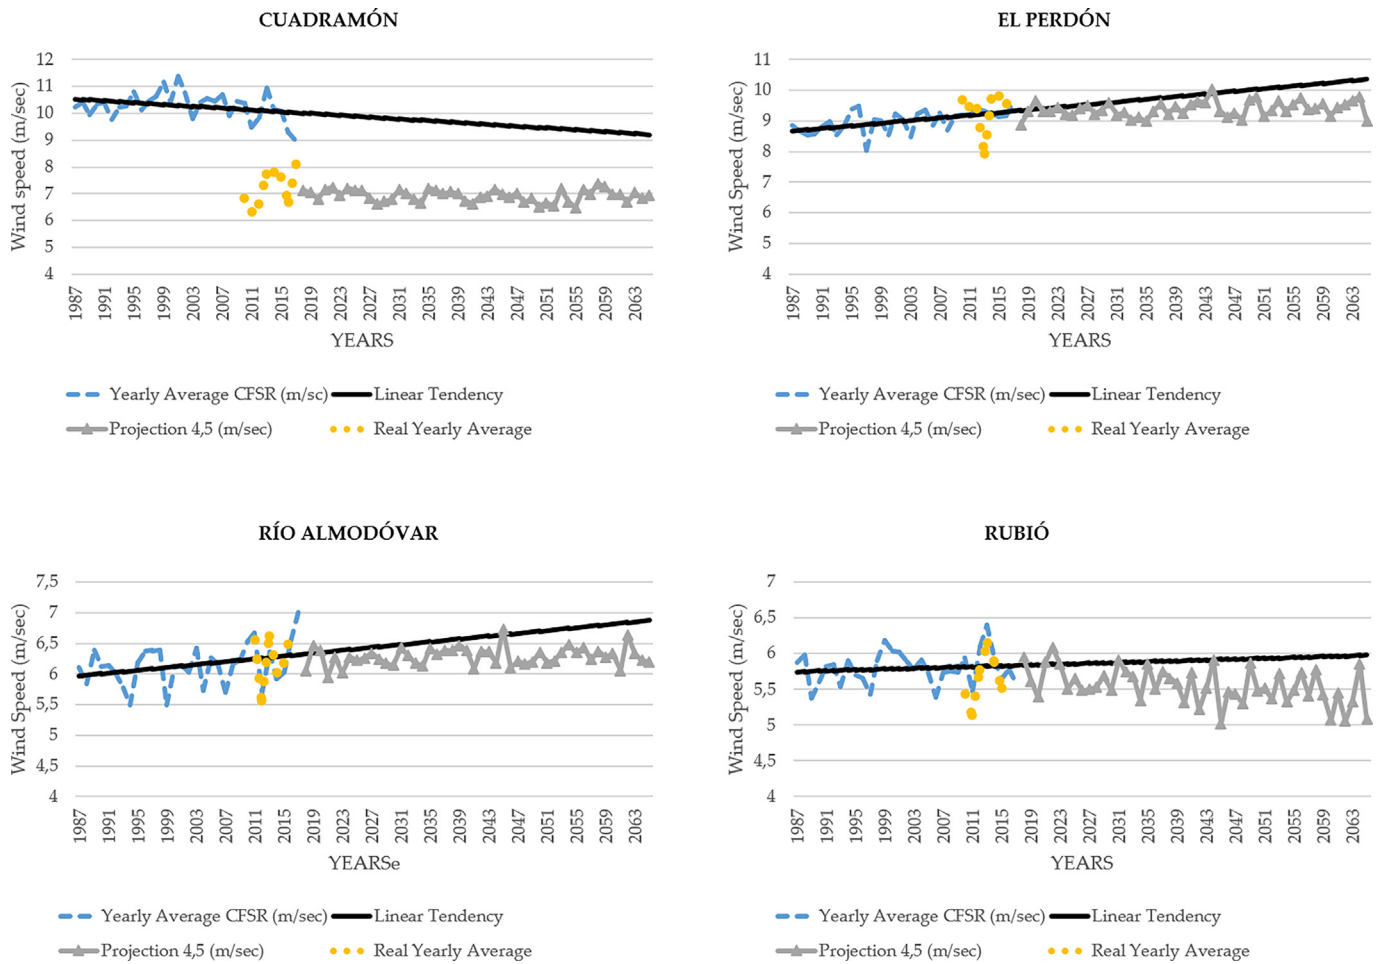 CUADRAMÓN
Wind speed (m/sec)
12
11
10
9
8
7
6
5
4
1987 1991 1995 1999 2003 2007 2011 2015 2019 2023 2027 2031 2035 2039 2043 2047 2051 2055 2059 2063
YEARS
Yearly Average CFSR (m/sc) Linear Tendency
Projection 4,5 (m/sec) Real Yearly Average
EL PERDÓN
Wind Speed (m/sec)
11
10
9
8
7
6
5
4
1987 1991 1995 1999 2003 2007 2011 2015 2019 2023 2027 2031 2035 2039 2043 2047 2051 2055 2059 2063
YEARS
Yearly Average CFSR (m/sec) Linear Tendency
Projection 4,5 (m/sec) Real Yearly Average
RÍO ALMODÓVAR
Wind Speed (m/sec)
7,5
7
6,5
6
5,5
5
4,5
4
1987 1991 1995 1999 2003 2007 2011 2015 2019 2023 2027 2031 2035 2039 2043 2047 2051 2055 2059 2063
YEARSe
Yearly Average CFSR (m/sec) Linear Tendency
Projection 4,5 (m/sec) Real Yearly Average
RUBIÓ
Wind Speed (m/sec)
7
6,5
6
5,5
5
4,5
4
1987 1991 1995 1999 2003 2007 2011 2015 2019 2023 2027 2031 2035 2039 2043 2047 2051 2055 2059 2063
YEARS
Yearly Average CFSR (m/sec) Linear Tendency
Projection 4,5 (m/sec) Real Yearly Average